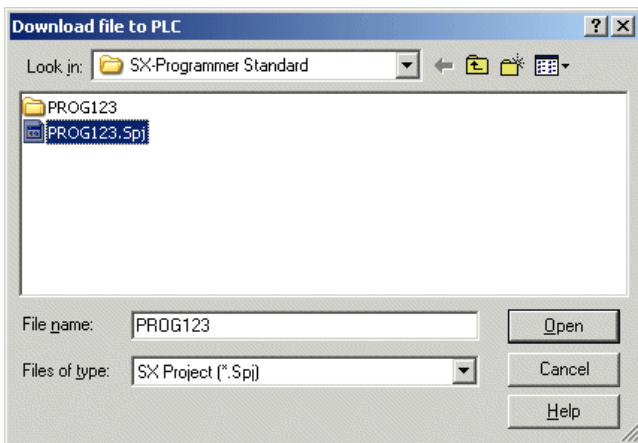 Download file to PLC
Look in: SX-Programmer Standard
PROG123
PROG123.Spj
File name: PROG123 Open
Files of type: SX Project (*.Spj) Cancel
Help